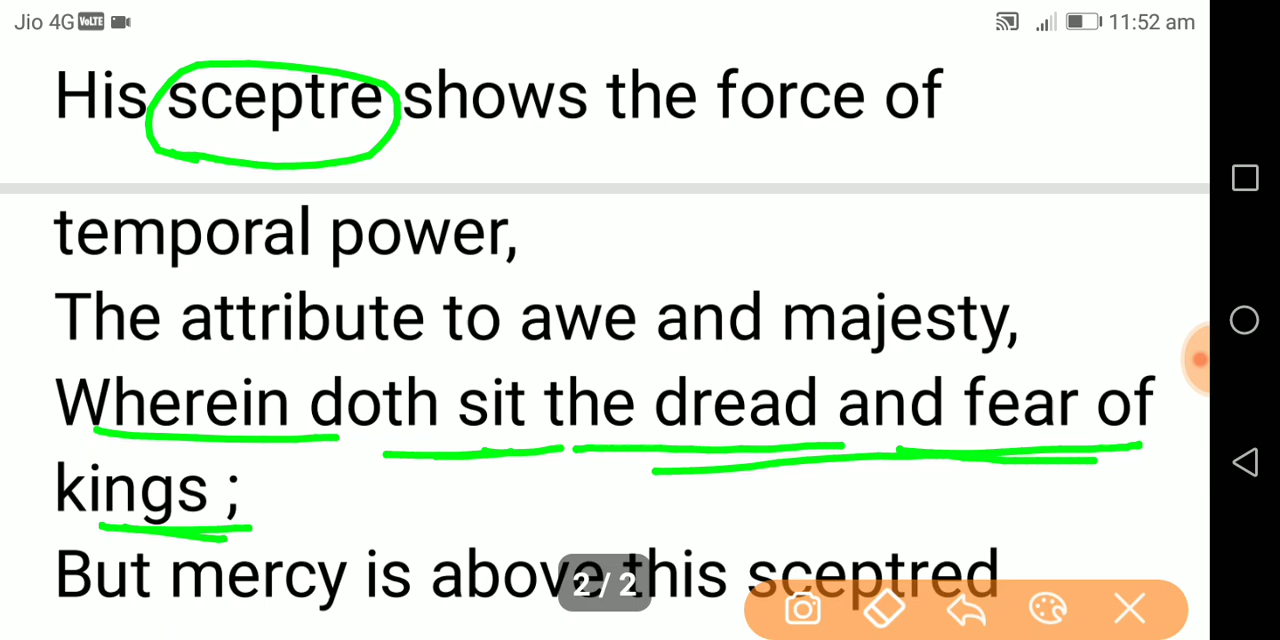 Jio 4G VoLTE 11:52 am
His sceptre shows the force of
temporal power,
The attribute to awe and majesty,
Wherein doth sit the dread and fear of
kings ;
But mercy is above this sceptred
2 / 2